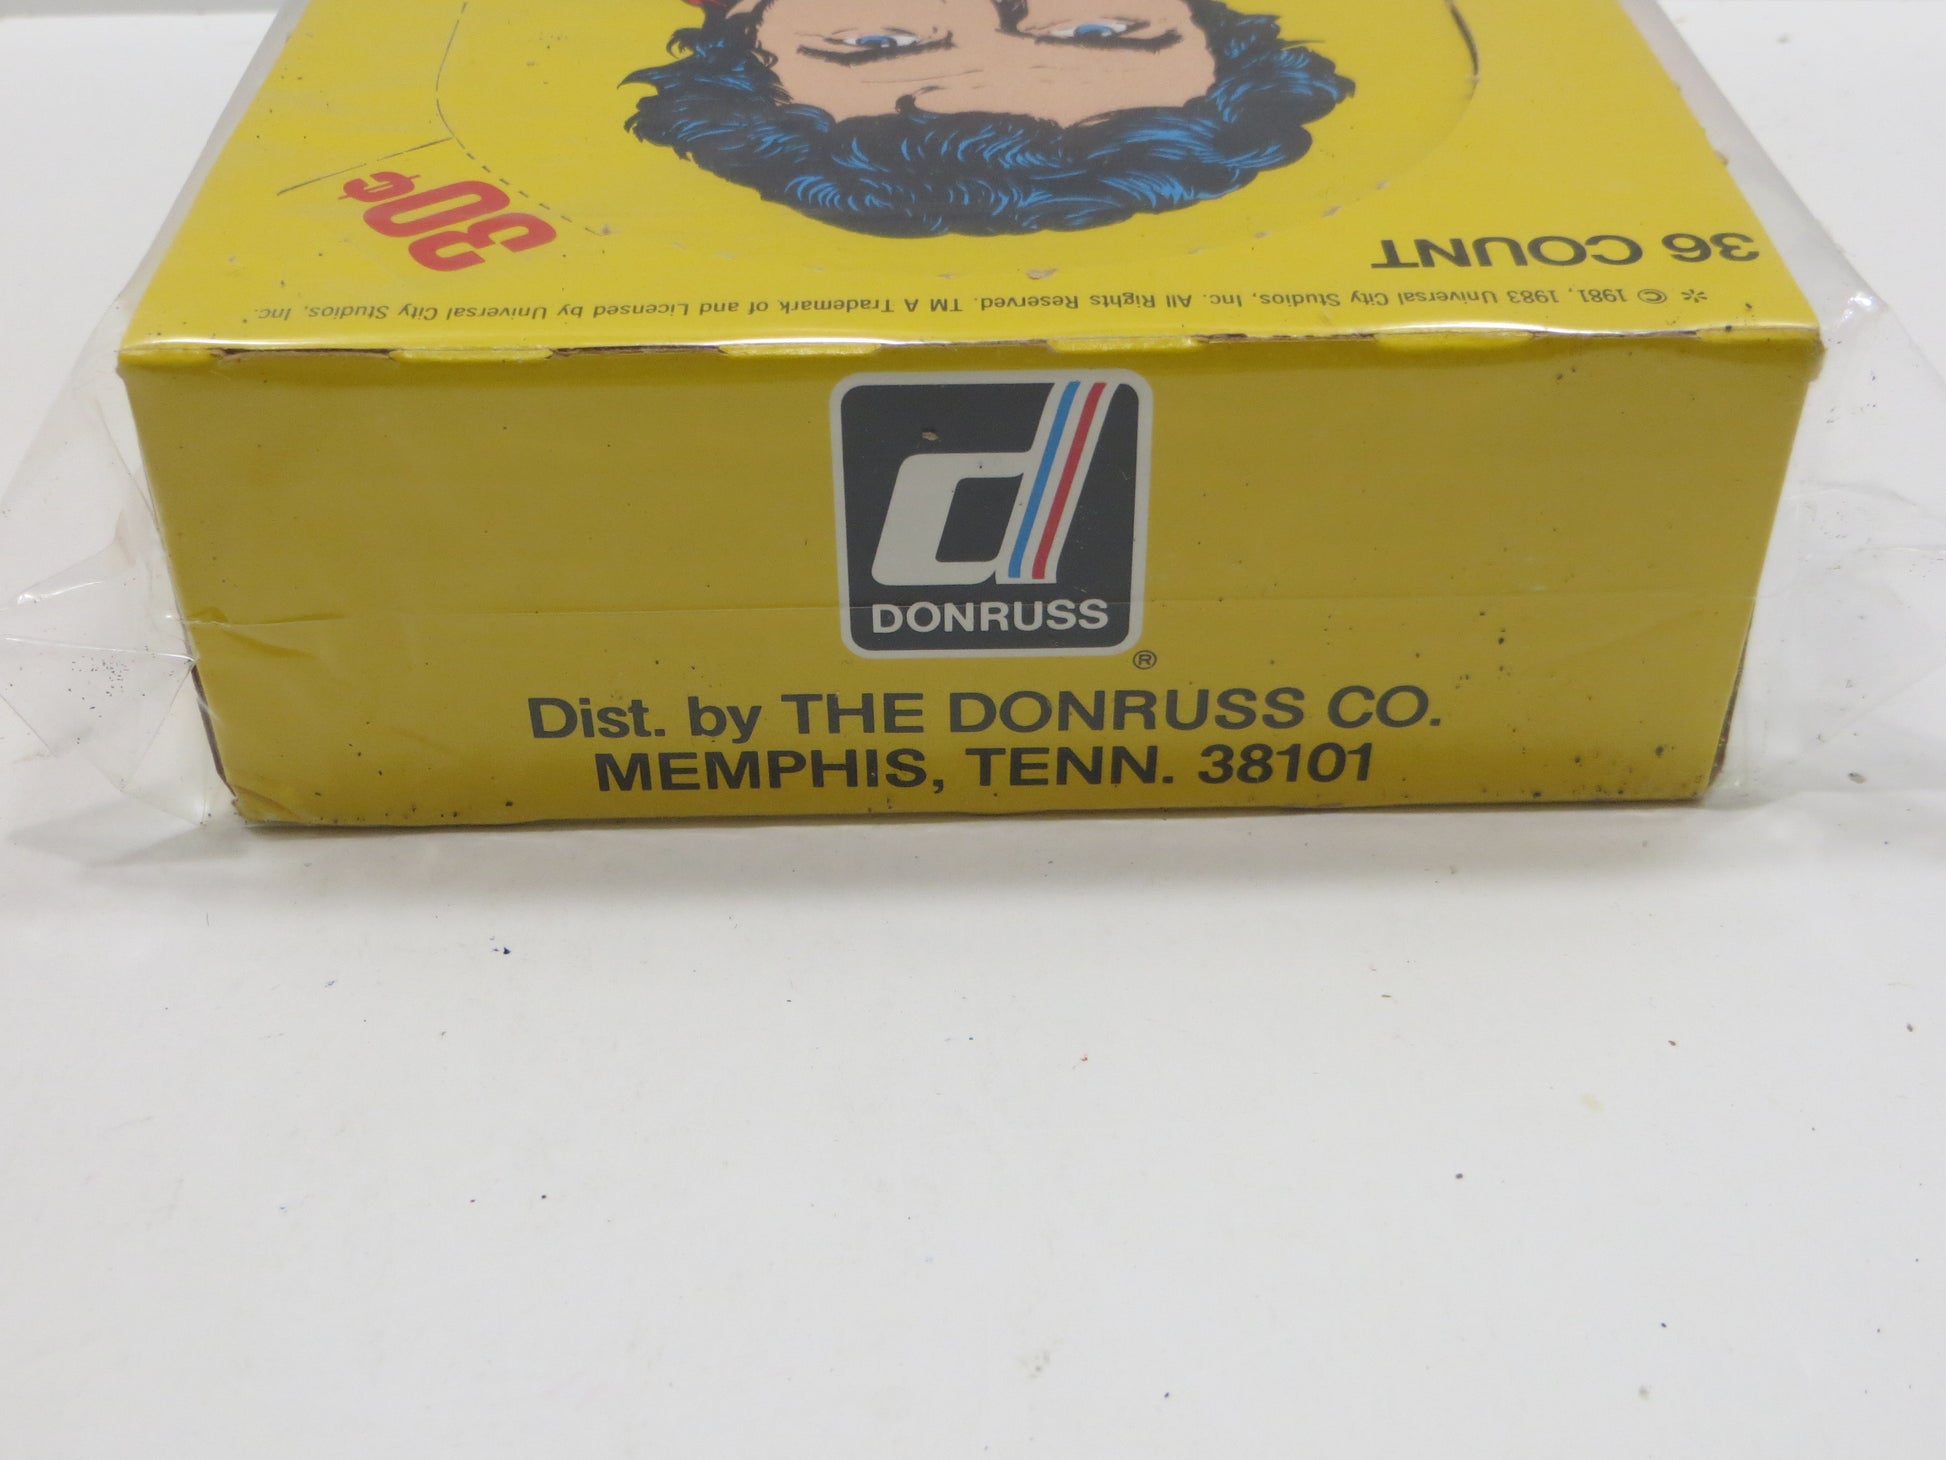 30¢
36 COUNT
* © 1981, 1983 Universal City Studios, Inc. All Rights Reserved. TM A Trademark of and Licensed by Universal City Studios, Inc.
d
DONRUSS
®
Dist. by THE DONRUSS CO.
MEMPHIS, TENN. 38101